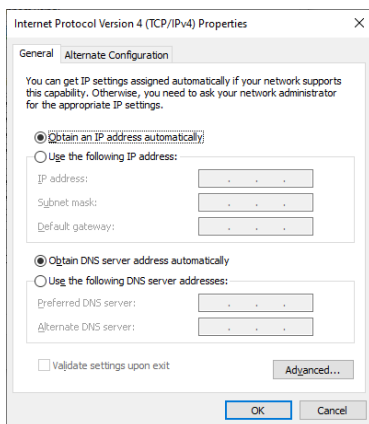 Internet Protocol Version 4 (TCP/IPv4) Properties
General
Alternate Configuration
You can get IP settings assigned automatically if your network supports
this capability. Otherwise, you need to ask your network administrator
for the appropriate IP settings.
Obtain an IP address automatically
Use the following IP address:
IP address:
Subnet mask:
Default gateway:
Obtain DNS server address automatically
Use the following DNS server addresses:
Preferred DNS server:
Alternate DNS server:
Validate settings upon exit
Advanced...
OK
Cancel